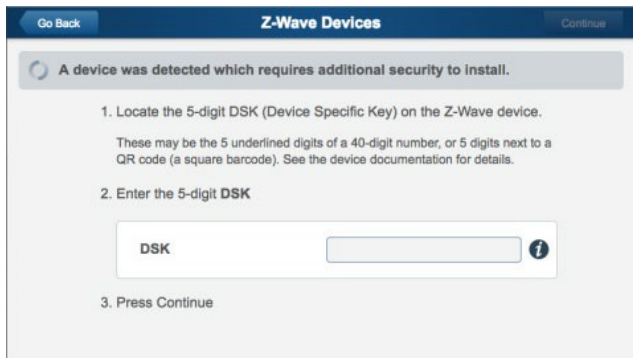 Go Back
Z-Wave Devices
Continue
A device was detected which requires additional security to install.
1. Locate the 5-digit DSK (Device Specific Key) on the Z-Wave device.
These may be the 5 underlined digits of a 40-digit number, or 5 digits next to a
QR code (a square barcode). See the device documentation for details.
2. Enter the 5-digit DSK
DSK
i
3. Press Continue